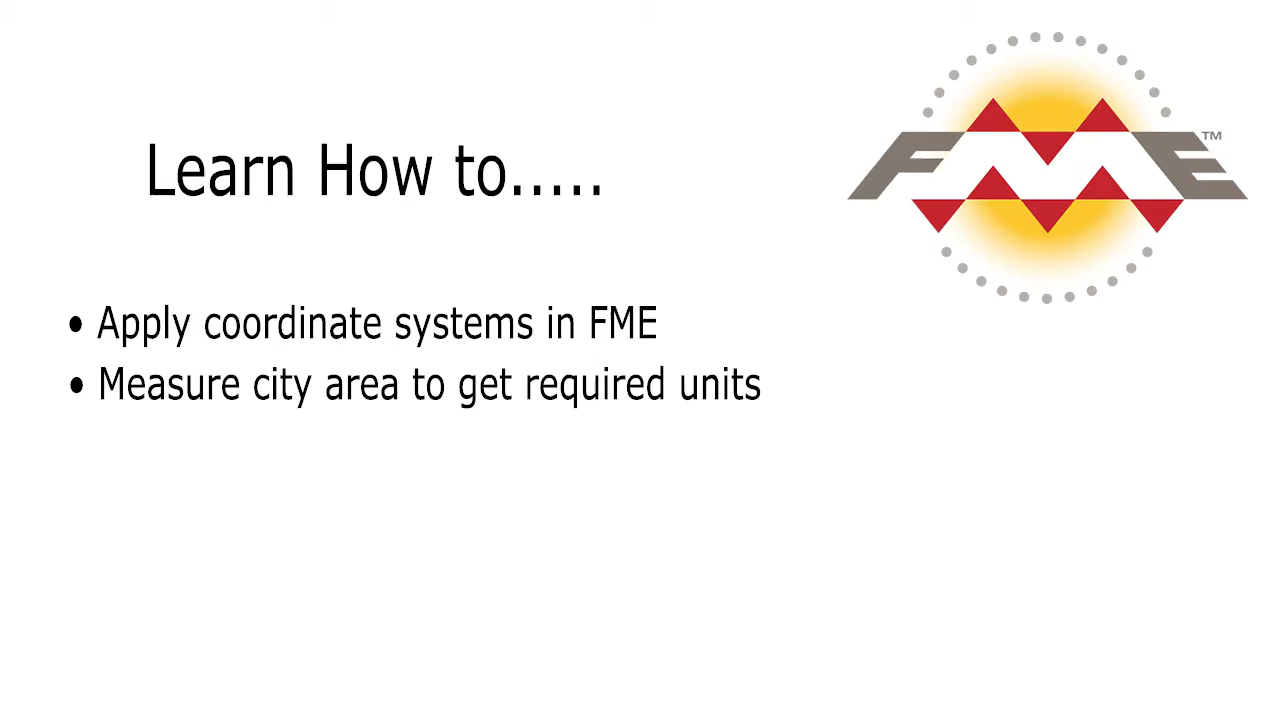 Learn How to.....
FME™
• Apply coordinate systems in FME
• Measure city area to get required units